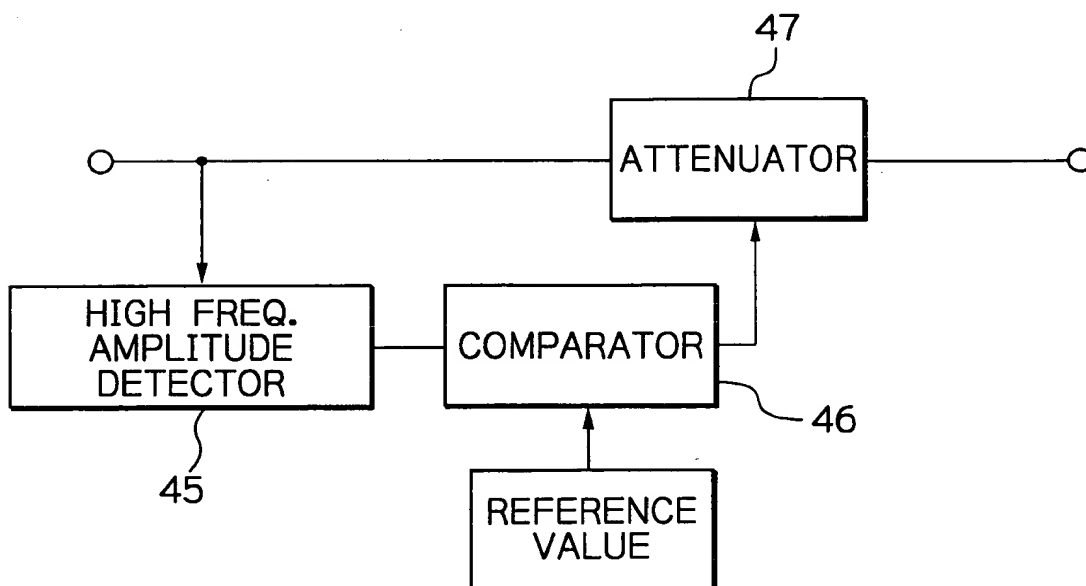 47
ATTENUATOR
HIGH FREQ.
AMPLITUDE
DETECTOR
COMPARATOR
46
45
REFERENCE
VALUE